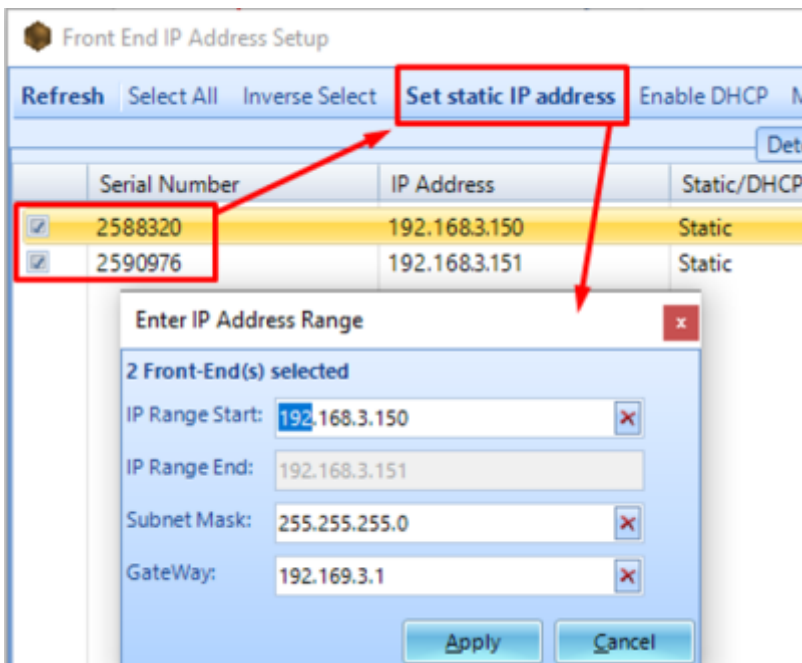 Front End IP Address Setup
Refresh Select All Inverse Select Set static IP address Enable DHCP
Serial Number IP Address Static/DHCP
2588320 192.168.3.150 Static
2590976 192.168.3.151 Static
Enter IP Address Range
2 Front-End(s) selected
IP Range Start: 192.168.3.150
IP Range End: 192.168.3.151
Subnet Mask: 255.255.255.0
GateWay: 192.169.3.1
Apply Cancel